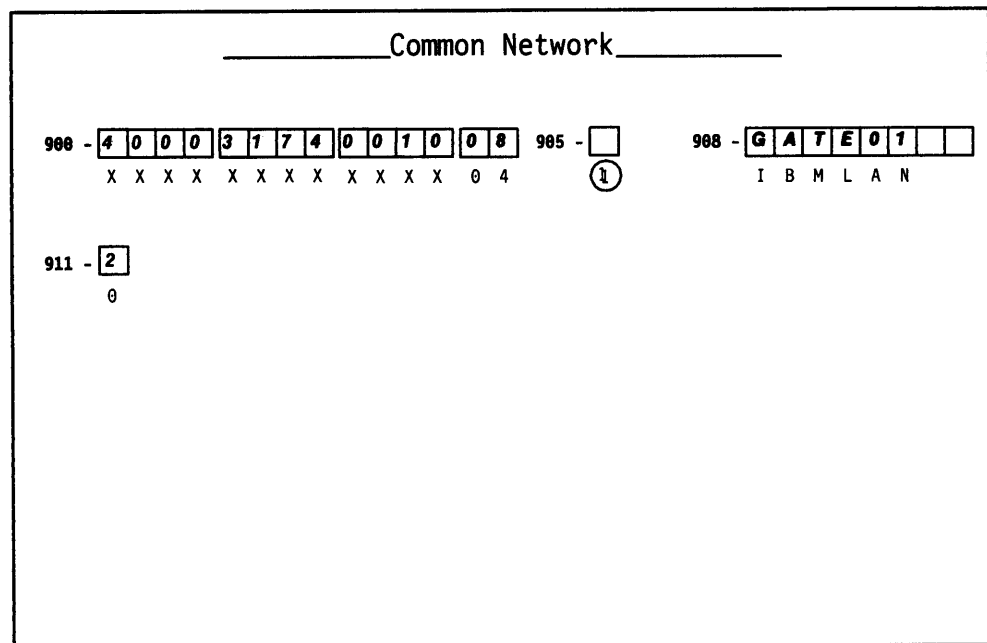 Common Network
900 - 4 0 0 0 3 1 7 4 0 0 1 0 0 8 905 - 908 - G A T E 0 1
X X X X X X X X X X X X 0 4 1 I B M L A N
911 - 2
0